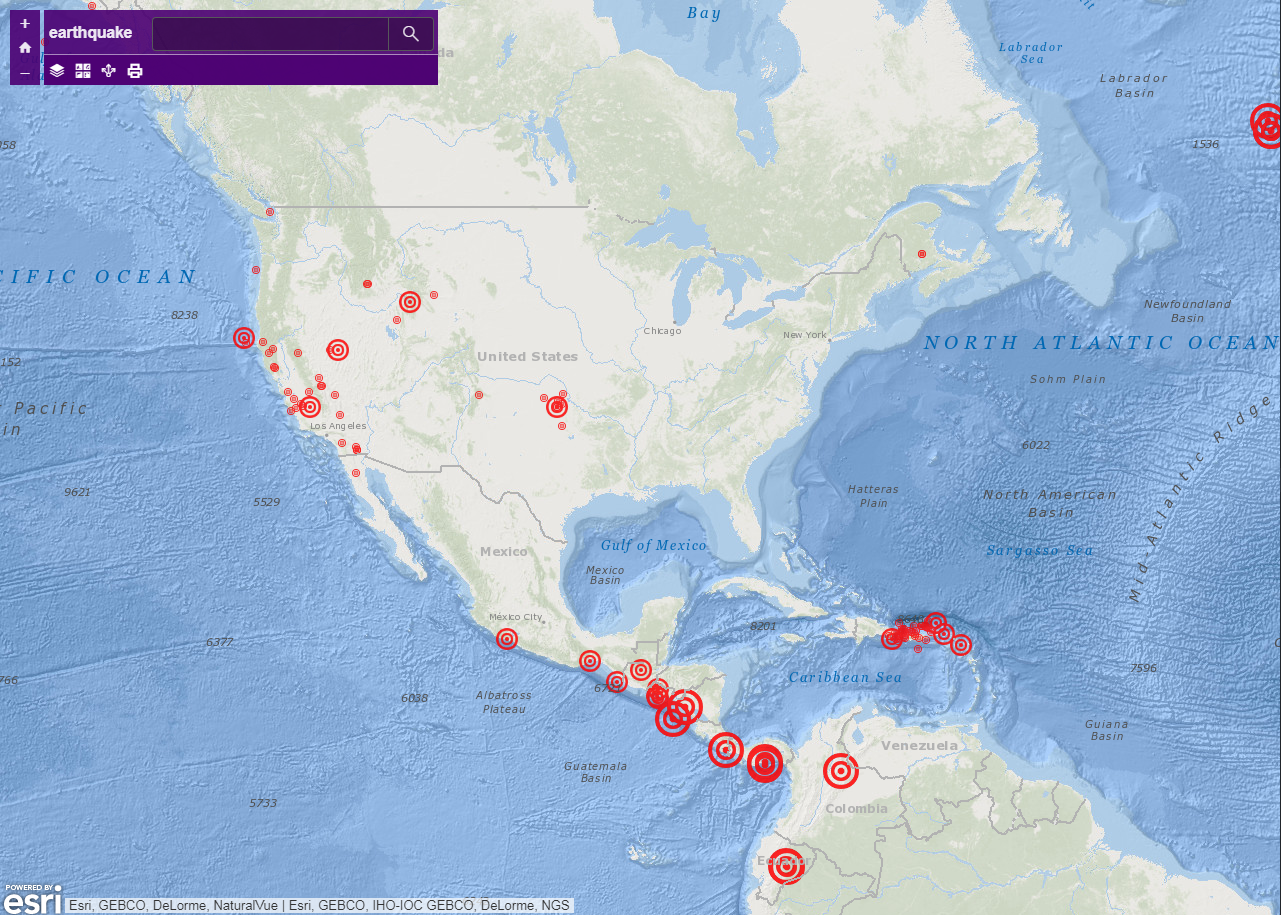 +
earthquake
–
Bay
Labrador
Sea
Labrador
Basin
1536
CIFIC OCEAN
8238
Newfoundland
Basin
Chicago
New York
NORTH ATLANTIC OCEAN
United States
152
Sohm Plain
Pacific
in
Los Angeles
6022
Mid-Atlantic Ridge
9621
5529
Hatteras
Plain
North American
Basin
Sargasso Sea
Gulf of Mexico
Mexico
Mexico
Basin
México City
8201
6377
7596
766
6038
Albatross
Plateau
Caribbean Sea
Guiana
Basin
Venezuela
Guatemala
Basin
5733
Colombia
Ecuador
POWERED BY
esri
Esri, GEBCO, DeLorme, NaturalVue | Esri, GEBCO, IHO-IOC GEBCO, DeLorme, NGS